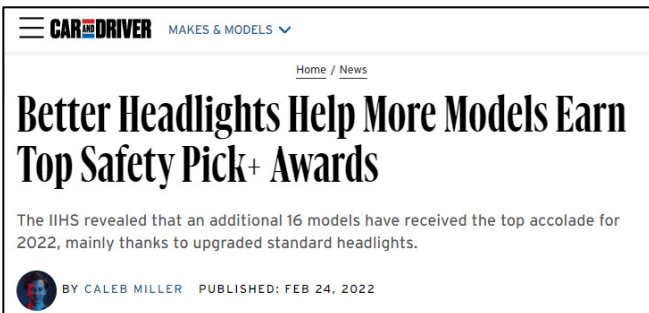 CAR AND DRIVER MAKES & MODELS
Home / News
Better Headlights Help More Models Earn
Top Safety Pick+ Awards
The IIHS revealed that an additional 16 models have received the top accolade for
2022, mainly thanks to upgraded standard headlights.
BY CALEB MILLER PUBLISHED: FEB 24, 2022